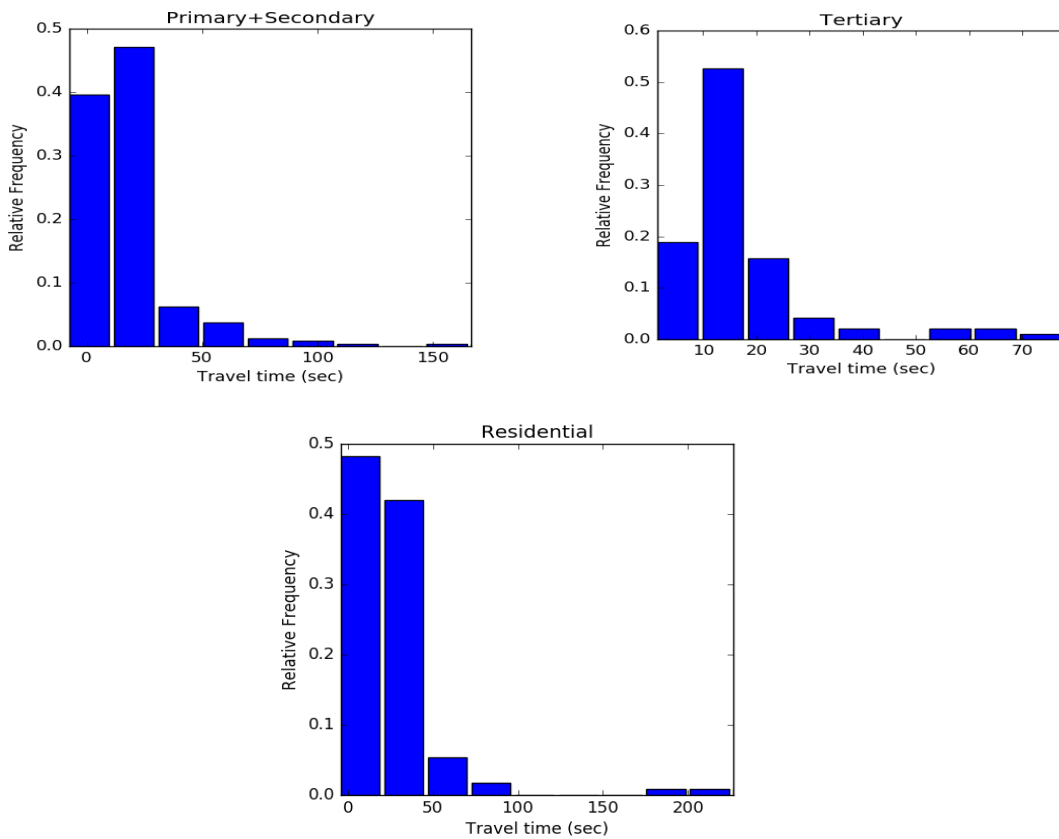 Primary+Secondary
Relative Frequency
0.5
0.4
0.3
0.2
0.1
0.0
0 50 100 150
Travel time (sec)
Tertiary
Relative Frequency
0.6
0.5
0.4
0.3
0.2
0.1
0.0
10 20 30 40 50 60 70
Travel time (sec)
Residential
Relative Frequency
0.5
0.4
0.3
0.2
0.1
0.0
0 50 100 150 200
Travel time (sec)